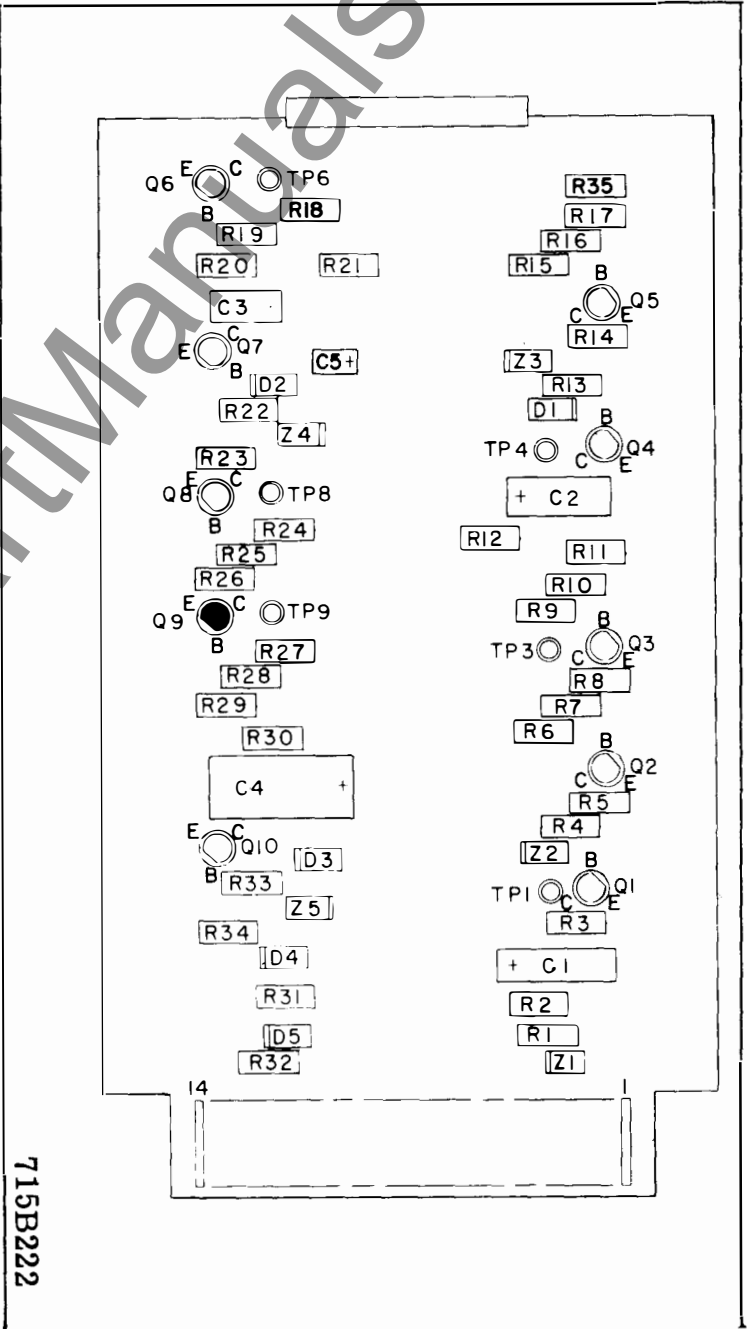 E C TP6
Q6
B R18
R19
R20 R21
C3
C
E Q7
B C5+
D2
R22
Z4
R23
E C
Q8 TP8
B
R24
R25
R26
E C TP9
Q9
B
R27
R28
R29
R30
C4 +
E C
Q10
B D3
R33
Z5
R34
D4
R31
D5
R32
14
R35
R17
R16
R15
B
Q5
C E
R14
Z3
R13
D1
B
TP4 Q4
C E
+ C2
R12
R11
R10
R9
B
TP3 Q3
C E
R8
R7
R6
B
Q2
C E
R5
R4
Z2
B
TP1 Q1
C E
R3
+ C1
R2
R1
Z1
1
715B222
rtManuals